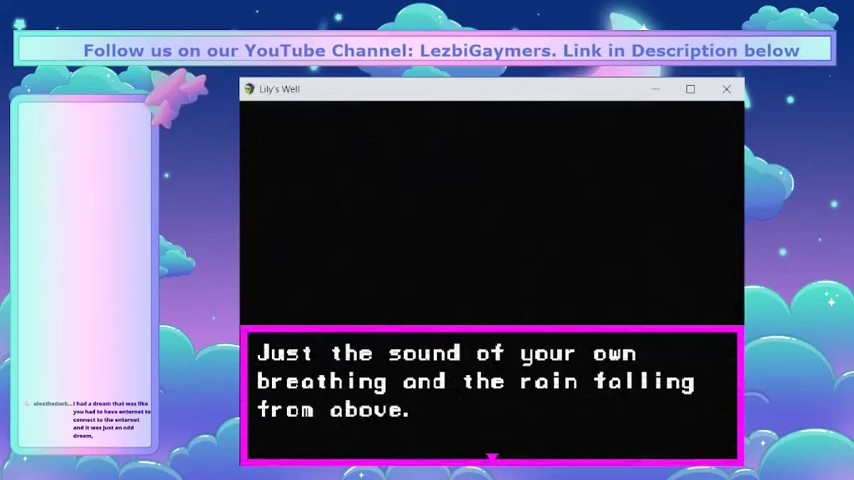 Follow us on our YouTube Channel: LezbiGaymers. Link in Description below
Lily's Well
Just the sound of your own
breathing and the rain falling
from above.
alextheduck... I had a dream that was like
you had to have enternet to
connect to the enternet
and it was just an odd
dream,